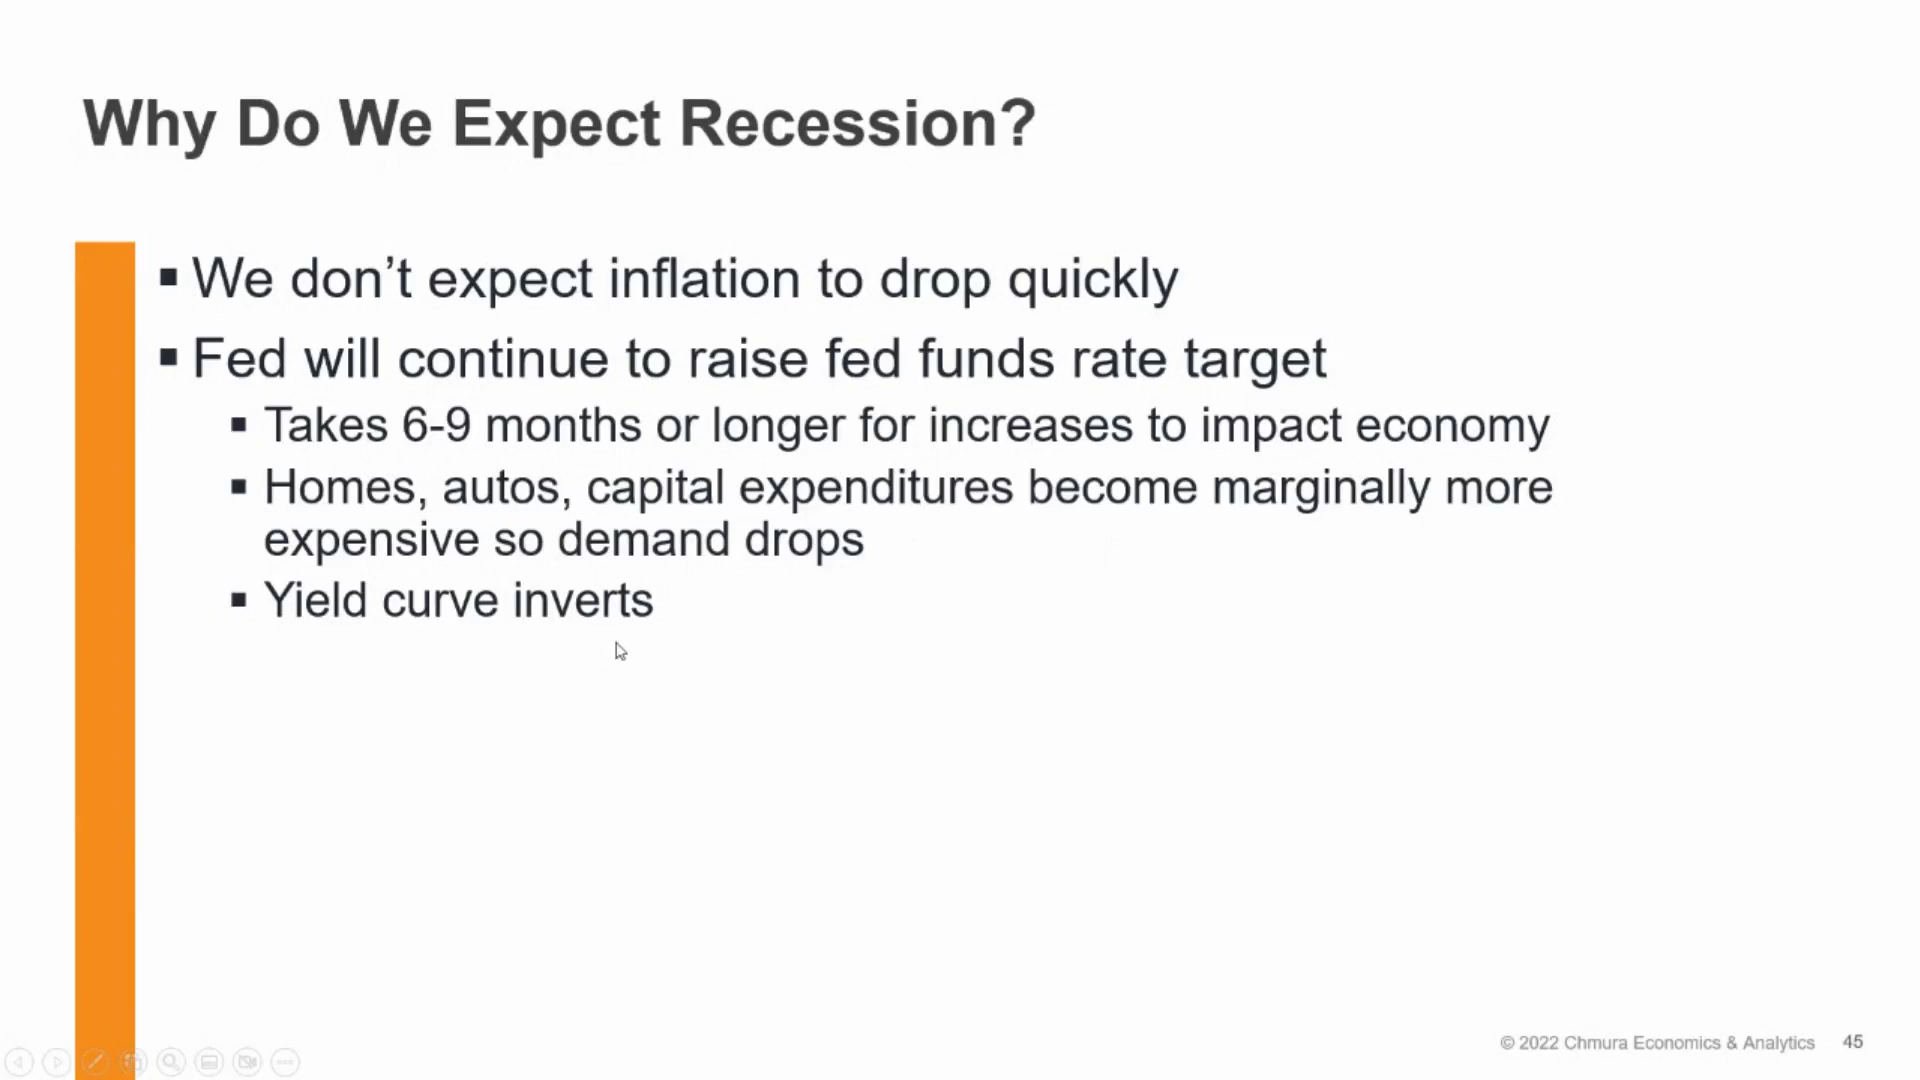 Why Do We Expect Recession?
▪ We don’t expect inflation to drop quickly
▪ Fed will continue to raise fed funds rate target
▪ Takes 6-9 months or longer for increases to impact economy
▪ Homes, autos, capital expenditures become marginally more
expensive so demand drops
▪ Yield curve inverts
© 2022 Chmura Economics & Analytics 45